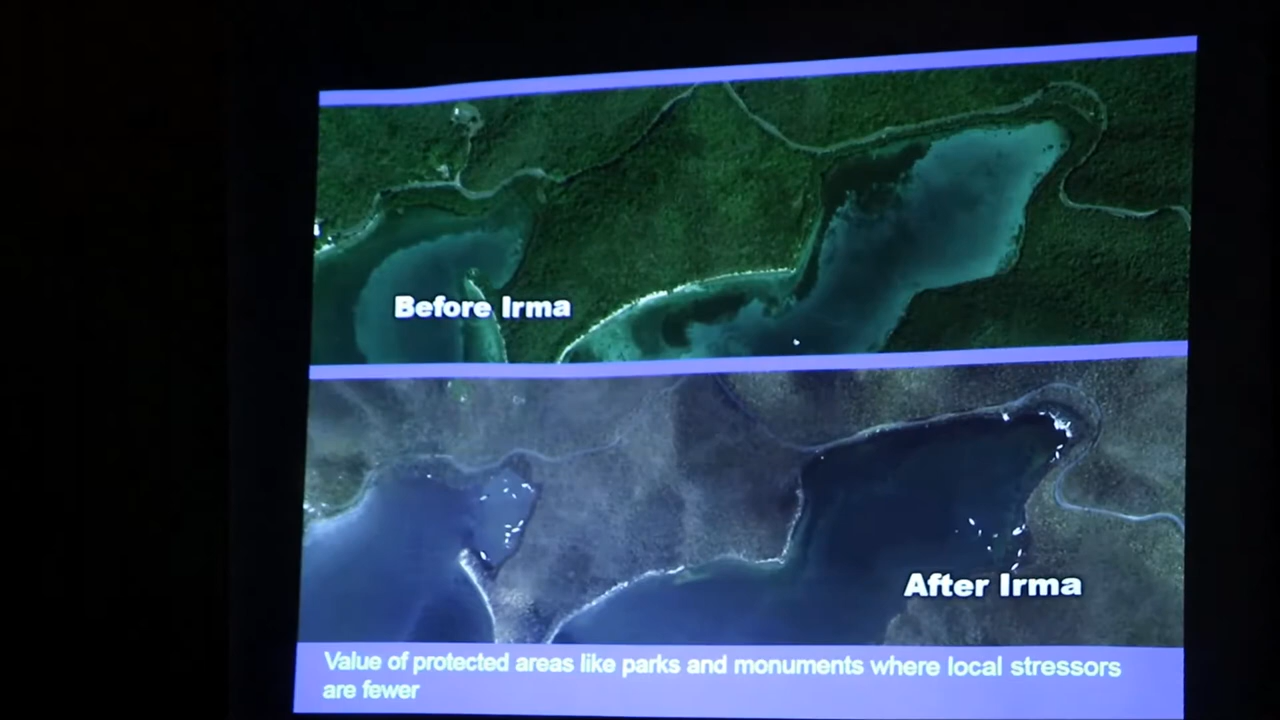 Before Irma
After Irma
Value of protected areas like parks and monuments where local stressors
are fewer